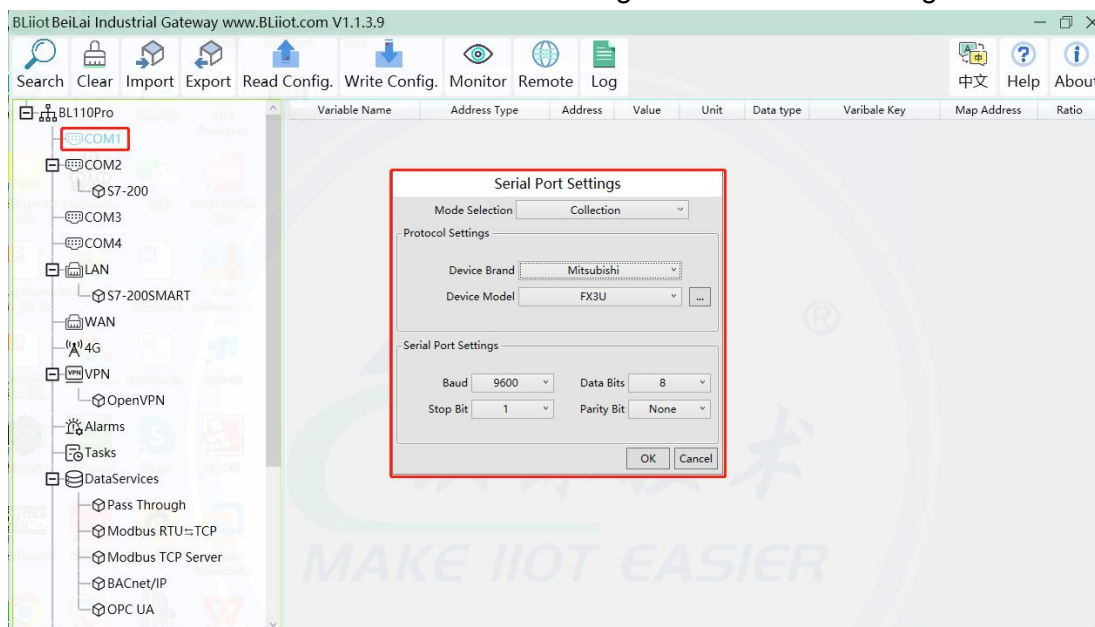 BLiiot BeiLai Industrial Gateway www.BLiiot.com V1.1.3.9
Search Clear Import Export Read Config. Write Config. Monitor Remote Log 中文 Help About
BL110Pro
COM1
COM2
S7-200
COM3
COM4
LAN
S7-200SMART
WAN
4G
VPN
VPN
OpenVPN
Alarms
Tasks
DataServices
Pass Through
Modbus RTU⇆TCP
Modbus TCP Server
BACnet/IP
OPC UA
Variable Name Address Type Address Value Unit Data type Varibale Key Map Address Ratio
Serial Port Settings
Mode Selection Collection
Protocol Settings
Device Brand Mitsubishi
Device Model FX3U ...
Serial Port Settings
Baud 9600 Data Bits 8
Stop Bit 1 Parity Bit None
OK Cancel
®
MAKE IIOT EASIER